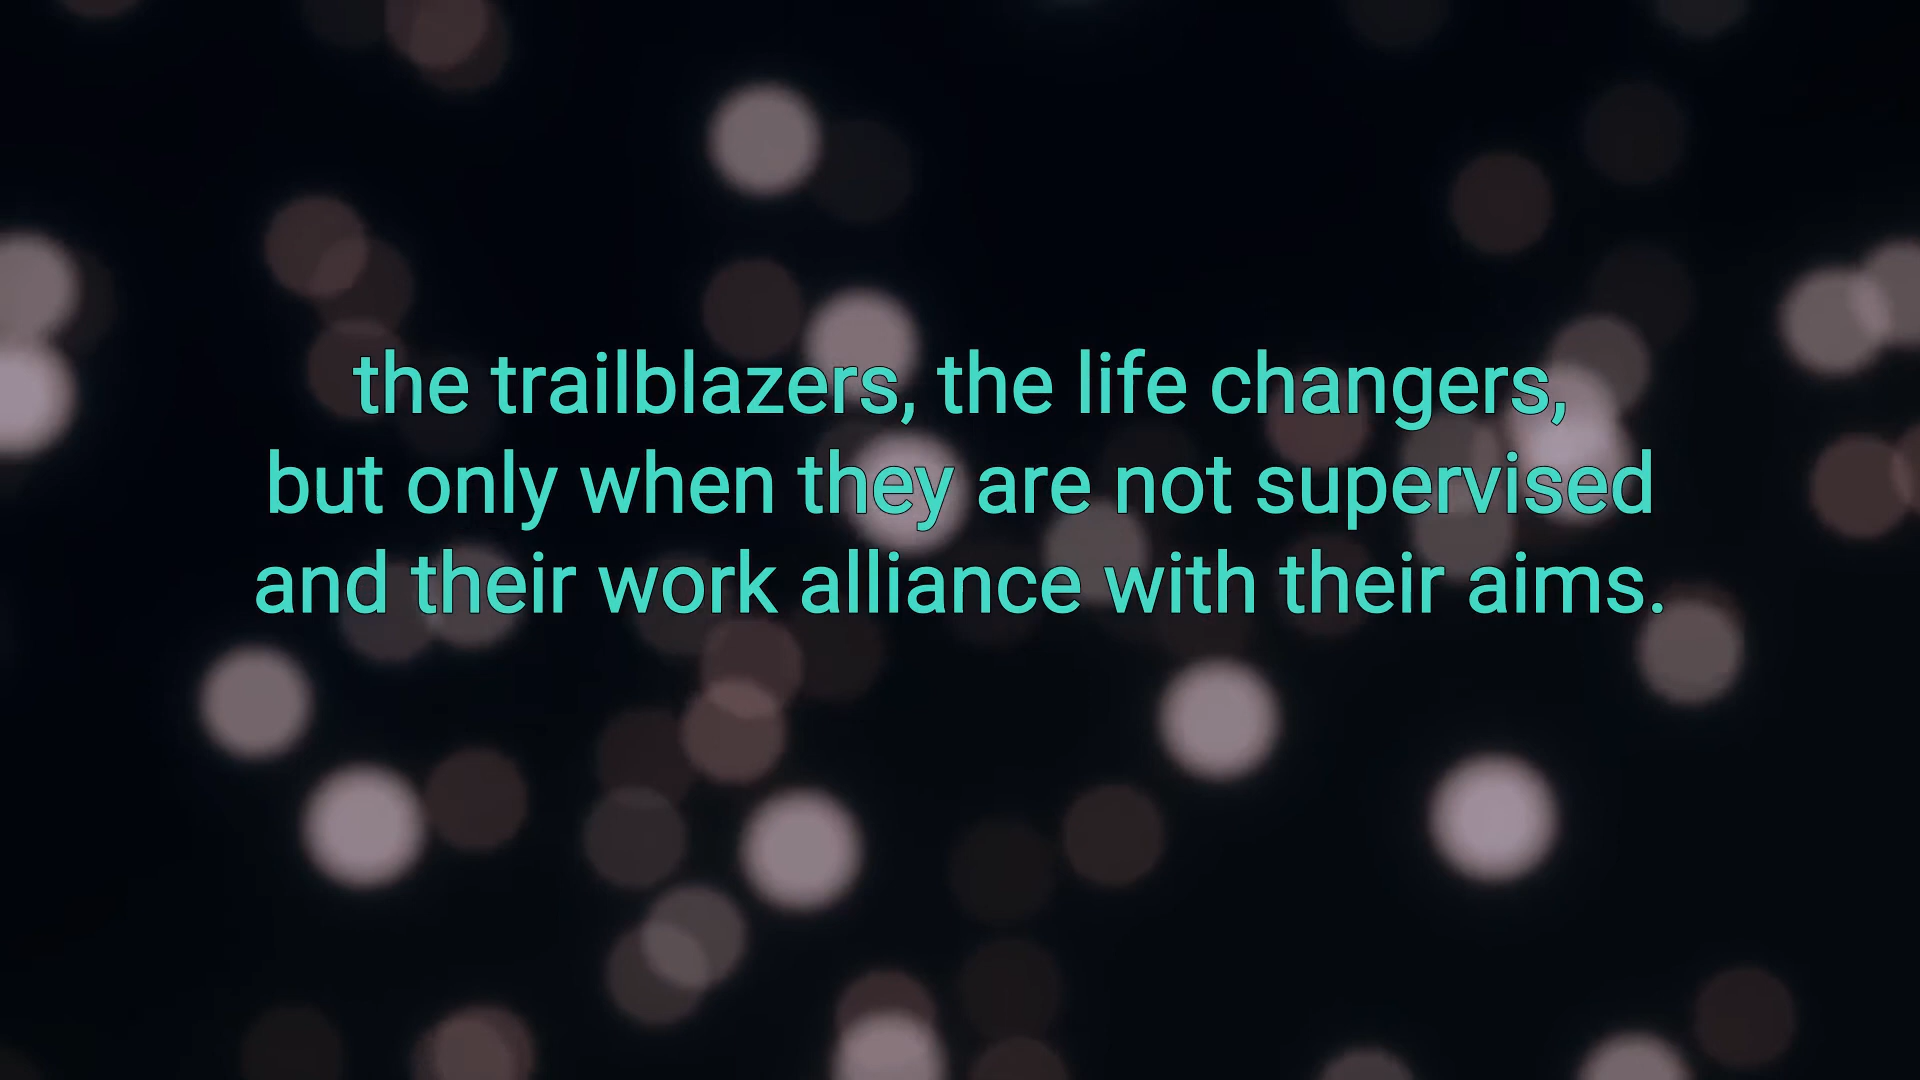 the trailblazers, the life changers,
but only when they are not supervised
and their work alliance with their aims.